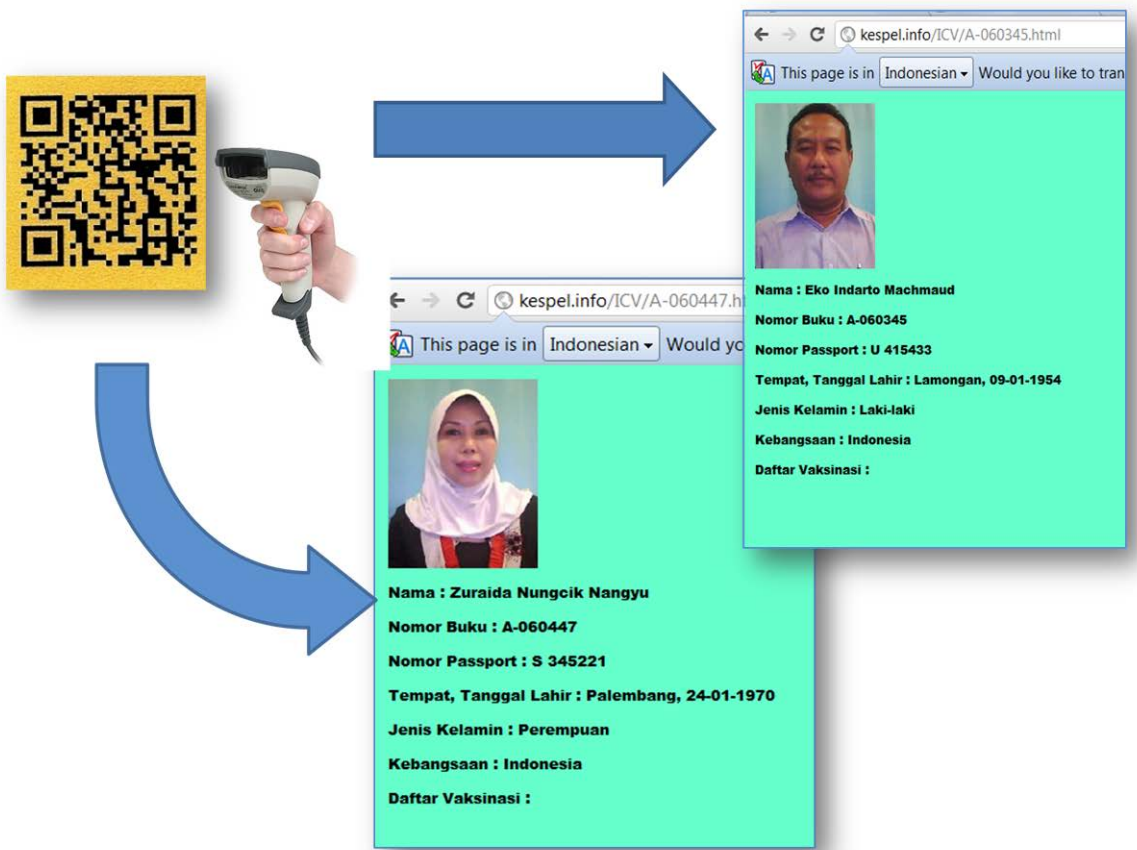 kespel.info/ICV/A-060345.html
This page is in Indonesian Would you like to tran
Nama : Eko Indarto Machmaud
Nomor Buku : A-060345
Nomor Passport : U 415433
Tempat, Tanggal Lahir : Lamongan, 09-01-1954
Jenis Kelamin : Laki-laki
Kebangsaan : Indonesia
Daftar Vaksinasi :
kespel.info/ICV/A-060447.h
This page is in Indonesian Would yo
Nama : Zuraida Nungcik Nangyu
Nomor Buku : A-060447
Nomor Passport : S 345221
Tempat, Tanggal Lahir : Palembang, 24-01-1970
Jenis Kelamin : Perempuan
Kebangsaan : Indonesia
Daftar Vaksinasi :